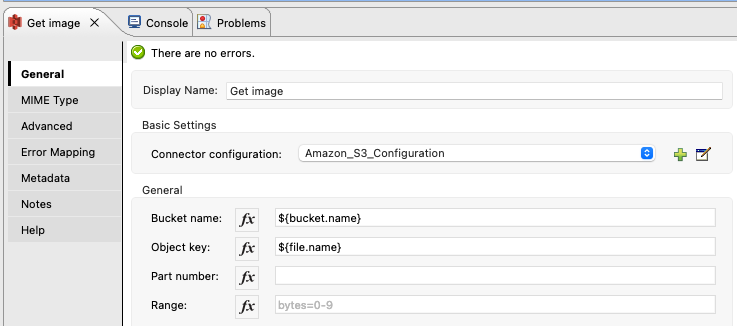 Get image
Console
Problems
There are no errors.
General
MIME Type
Advanced
Error Mapping
Metadata
Notes
Help
Display Name: Get image
Basic Settings
Connector configuration: Amazon_S3_Configuration
General
Bucket name: fx ${bucket.name}
Object key: fx ${file.name}
Part number: fx
Range: fx bytes=0-9